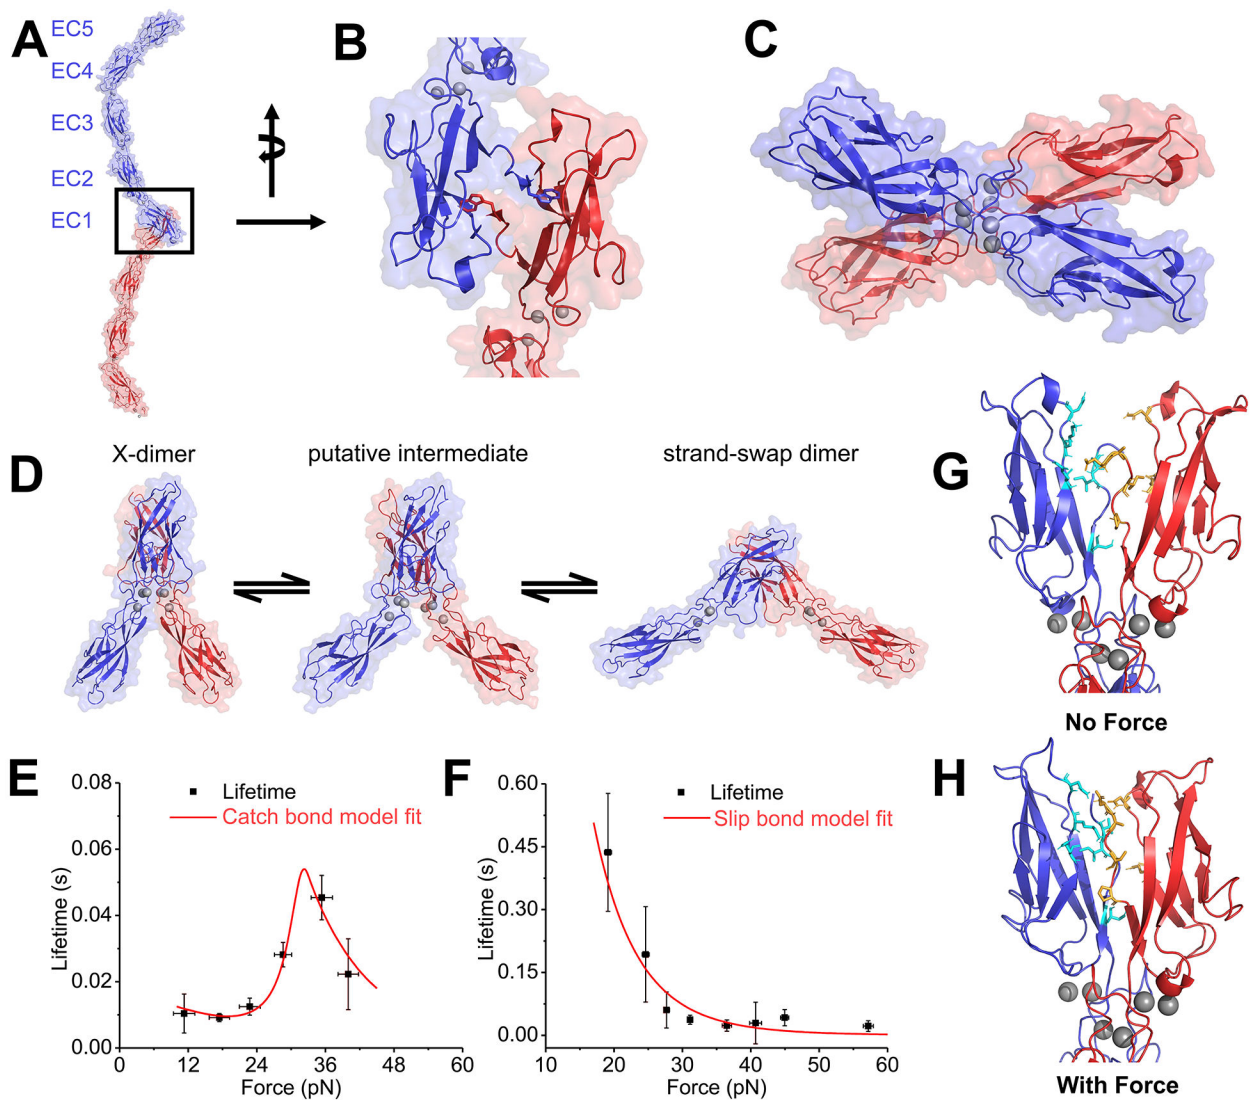 A
EC5
EC4
EC3
EC2
EC1
B
C
D
X-dimer
putative intermediate
strand-swap dimer
E
Lifetime (s)
0.08
0.06
0.04
0.02
0.00
0 12 24 36 48 60
Force (pN)
Lifetime
Catch bond model fit
F
Lifetime (s)
0.60
0.45
0.30
0.15
0.00
10 20 30 40 50 60
Force (pN)
Lifetime
Slip bond model fit
G
No Force
H
With Force